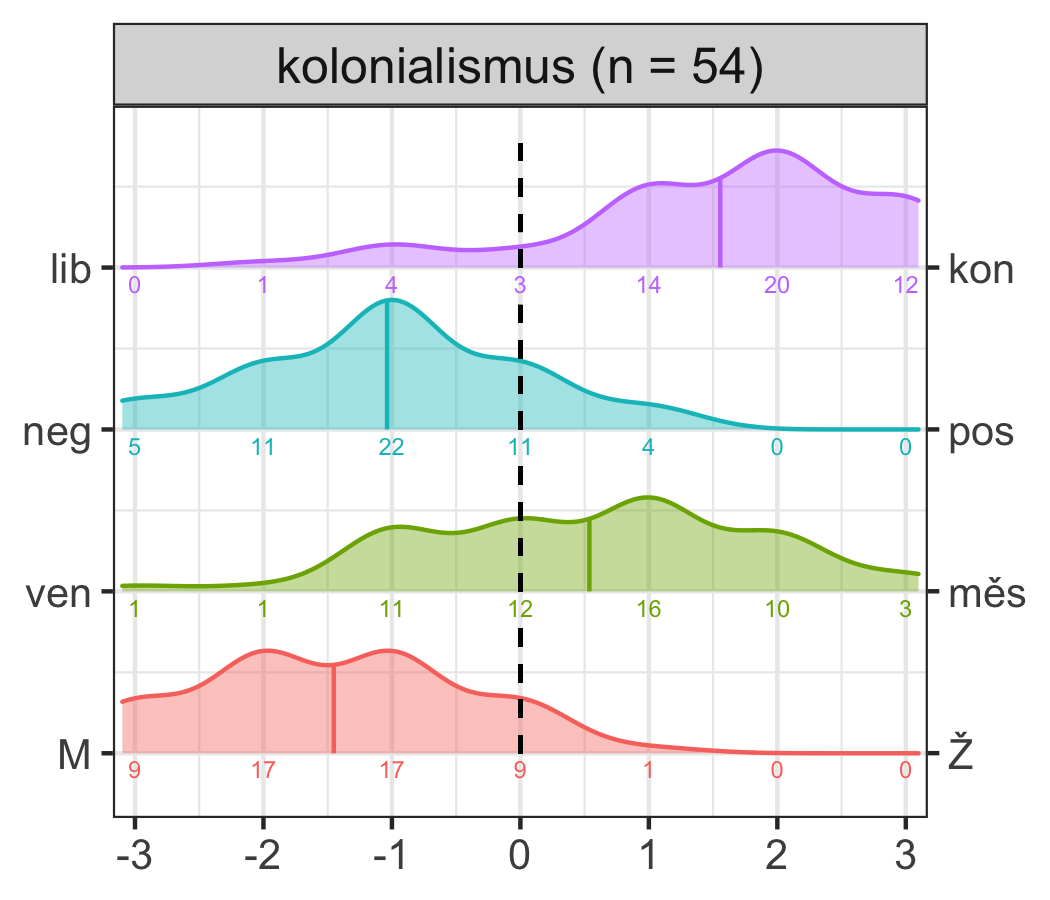 kolonialismus (n = 54)
lib kon
0 1 4 3 14 20 12
neg pos
5 11 22 11 4 0 0
ven měs
1 1 11 12 16 10 3
M Ž
9 17 17 9 1 0 0
-3 -2 -1 0 1 2 3